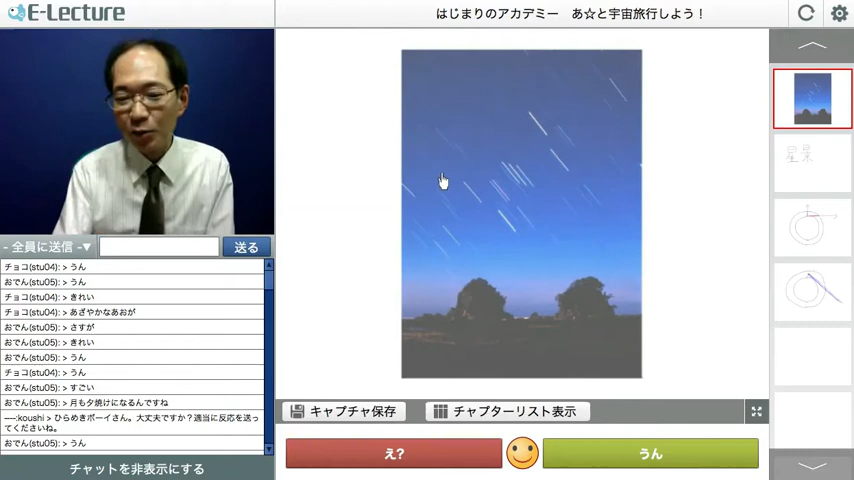 E-Lecture
はじまりのアカデミー　あ☆と宇宙旅行しよう！
- 全員に送信 -▼
送る
チョコ(stu04): > うん
おでん(stu05): > うん
チョコ(stu04): > きれい
チョコ(stu04): > あざやかなあおが
おでん(stu05): > さすが
おでん(stu05): > きれい
おでん(stu05): > うん
チョコ(stu04): > うん
おでん(stu05): > すごい
おでん(stu05): > 月も夕焼けになるんですね
----:koushi > ひらめきボーイさん。大丈夫ですか？適当に反応を送っ
てくださいね。
おでん(stu05): > うん
チャットを非表示にする
キャプチャ保存
チャプターリスト表示
え?
うん
星景